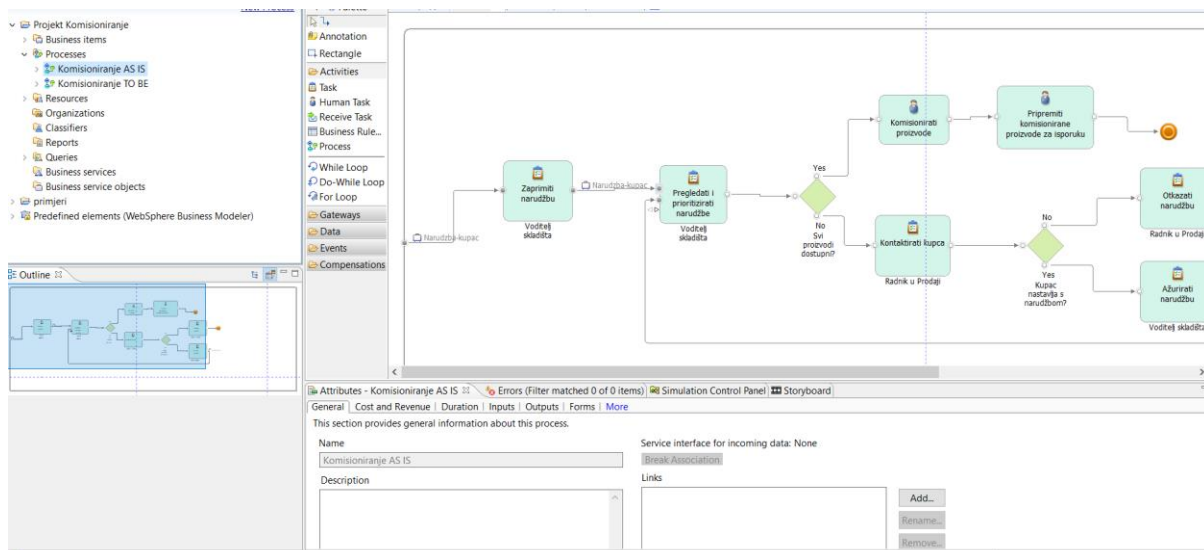 New Process
Projekt Komisioniranje
Business items
Processes
Komisioniranje AS IS
Komisioniranje TO BE
Resources
Organizations
Classifiers
Reports
Queries
Business services
Business service objects
primjeri
Predefined elements (WebSphere Business Modeler)
Outline
Annotation
Rectangle
Activities
Task
Human Task
Receive Task
Business Rule...
Process
While Loop
Do-While Loop
For Loop
Gateways
Data
Events
Compensations
Narudzba-kupac
Zaprimiti
narudžbu
Voditelj
skladišta
Narudzba-kupac
Pregledati i
prioritizirati
narudžbe
Voditelj
skladišta
Yes
No
Svi
proizvodi
dostupni?
Komisionirati
proizvode
Pripremiti
komisionirane
proizvode za isporuku
Kontaktirati kupca
Radnik u Prodaji
No
Yes
Kupac
nastavlja s
narudžbom?
Otkazati
narudžbu
Radnik u Prodaj
Ažurirati
narudžbu
Voditelj skladišta
Attributes - Komisioniranje AS IS
Errors (Filter matched 0 of 0 items)
Simulation Control Panel
Storyboard
General
Cost and Revenue
Duration
Inputs
Outputs
Forms
More
This section provides general information about this process.
Name
Komisioniranje AS IS
Description
Service interface for incoming data: None
Break Association
Links
Add...
Rename...
Remove...